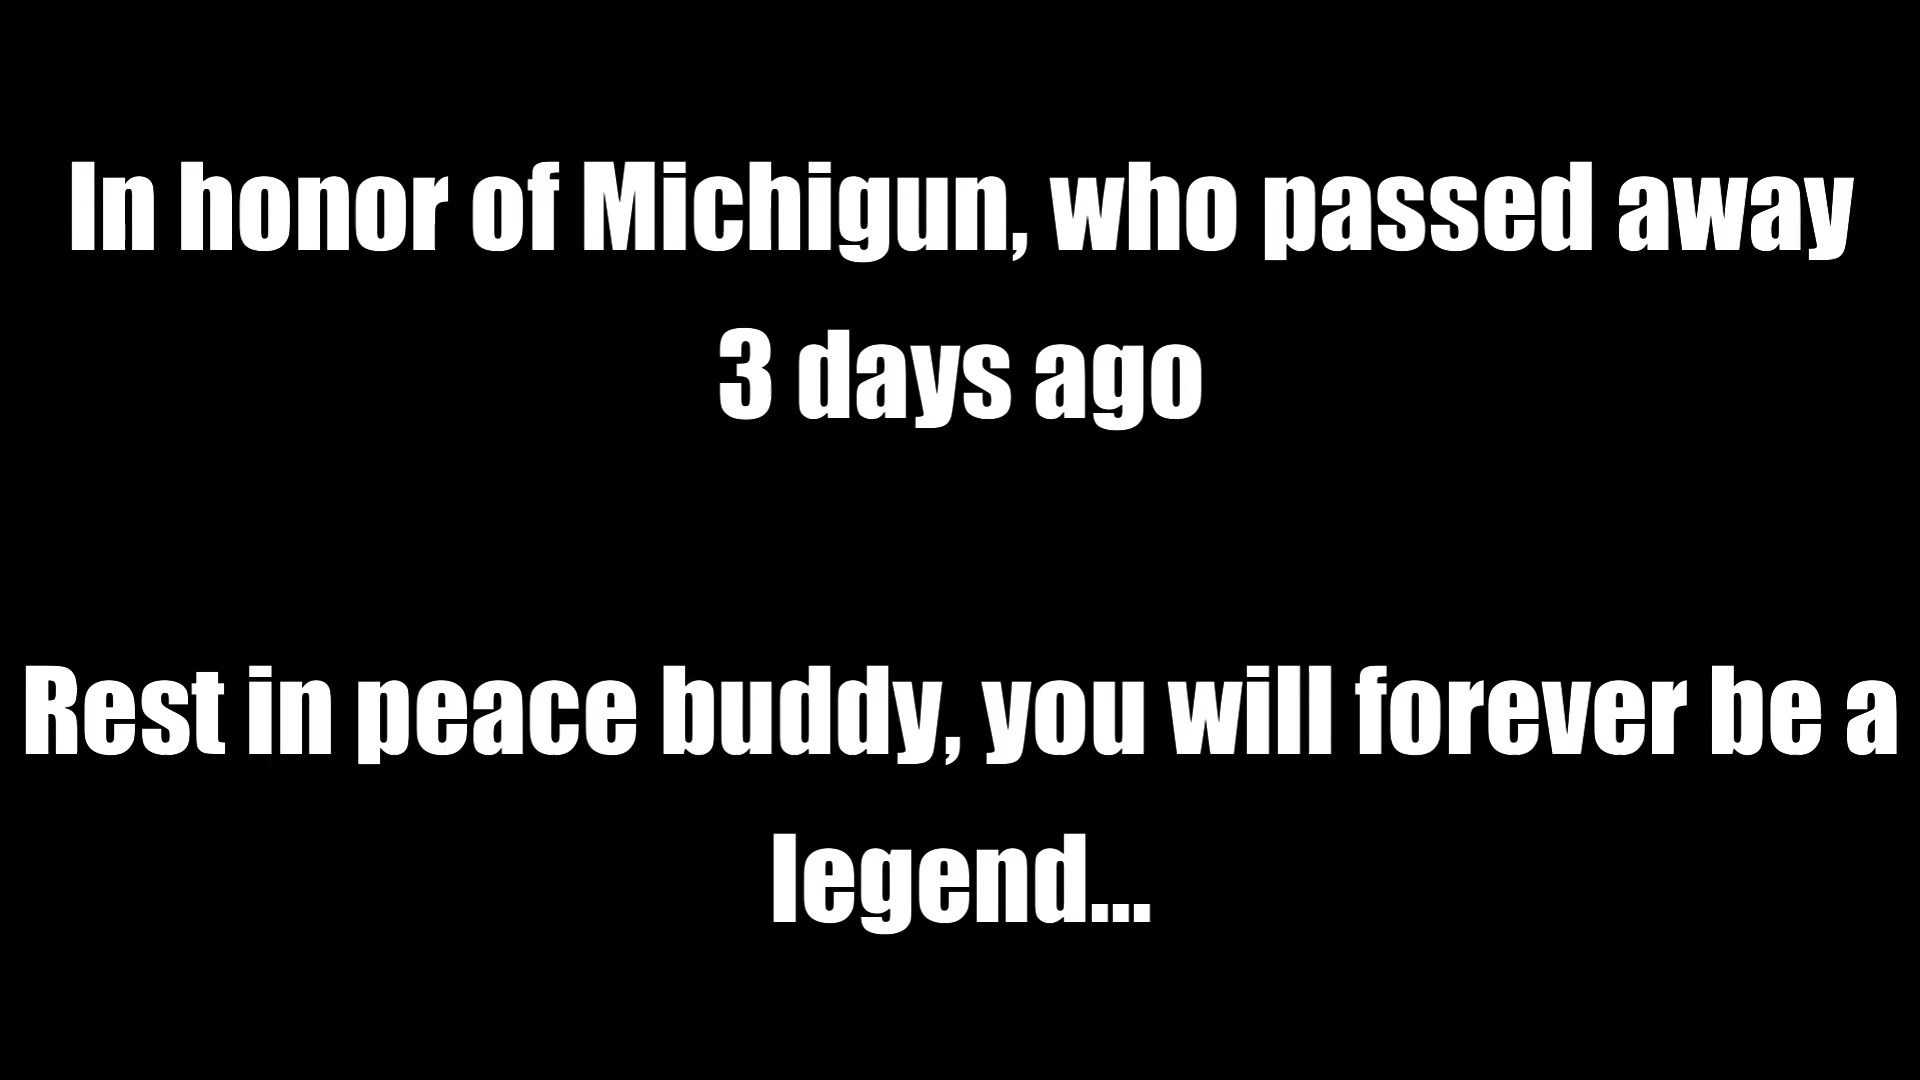 In honor of Michigun, who passed away
3 days ago
Rest in peace buddy, you will forever be a
legend...